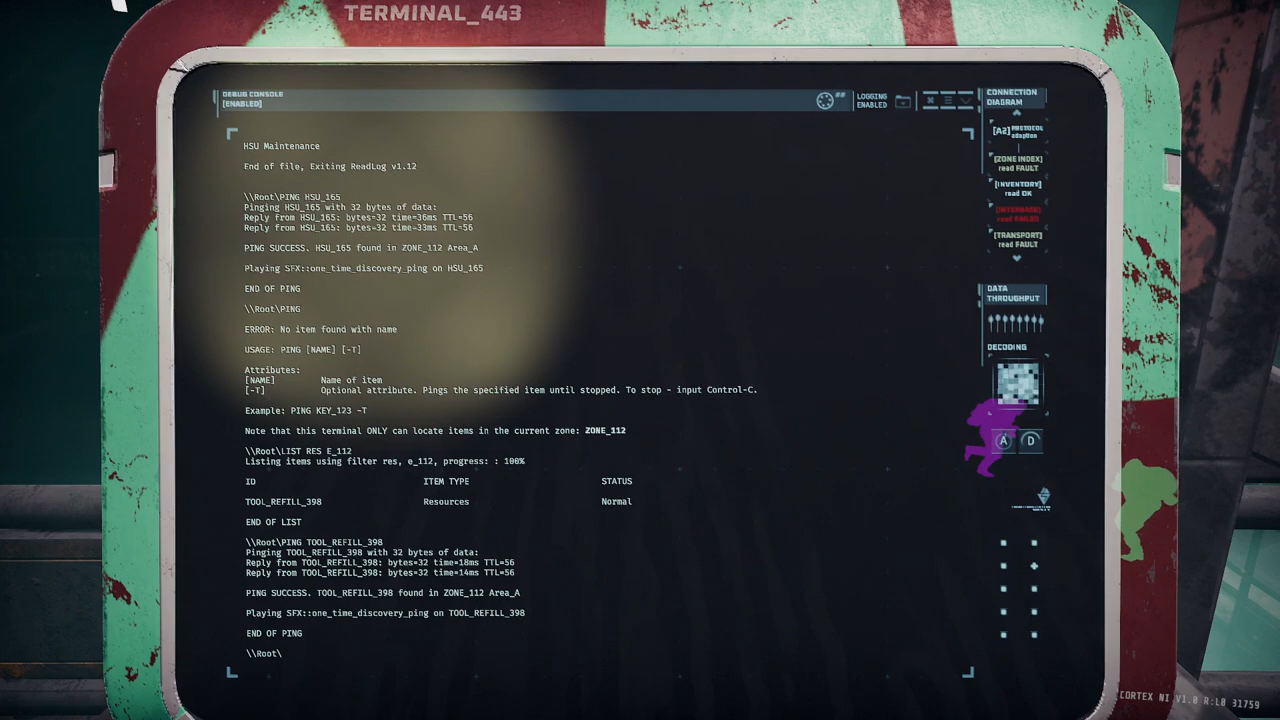 TERMINAL_443
DEBUG CONSOLE
[ENABLED]
LOGGING
ENABLED
CONNECTION
DIAGRAM
[A2] PROTOCOL
adaption
[ZONE INDEX]
read FAULT
[INVENTORY]
read OK
[INTERBASE]
read FAILED
[TRANSPORT]
read FAULT
DATA
THROUGHPUT
DECODING
A D
HSU Maintenance
End of file, Exiting ReadLog v1.12
\\Root\PING HSU_165
Pinging HSU_165 with 32 bytes of data:
Reply from HSU_165: bytes=32 time=36ms TTL=56
Reply from HSU_165: bytes=32 time=33ms TTL=56
PING SUCCESS. HSU_165 found in ZONE_112 Area_A
Playing SFX::one_time_discovery_ping on HSU_165
END OF PING
\\Root\PING
ERROR: No item found with name
USAGE: PING [NAME] [-T]
Attributes:
[NAME] Name of item
[-T] Optional attribute. Pings the specified item until stopped. To stop - input Control-C.
Example: PING KEY_123 -T
Note that this terminal ONLY can locate items in the current zone: ZONE_112
\\Root\LIST RES E_112
Listing items using filter res, e_112, progress: : 100%
ID ITEM TYPE STATUS
TOOL_REFILL_398 Resources Normal
END OF LIST
\\Root\PING TOOL_REFILL_398
Pinging TOOL_REFILL_398 with 32 bytes of data:
Reply from TOOL_REFILL_398: bytes=32 time=18ms TTL=56
Reply from TOOL_REFILL_398: bytes=32 time=14ms TTL=56
PING SUCCESS. TOOL_REFILL_398 found in ZONE_112 Area_A
Playing SFX::one_time_discovery_ping on TOOL_REFILL_398
END OF PING
\\Root\
CORTEX NI V1.0 R:L0 31759